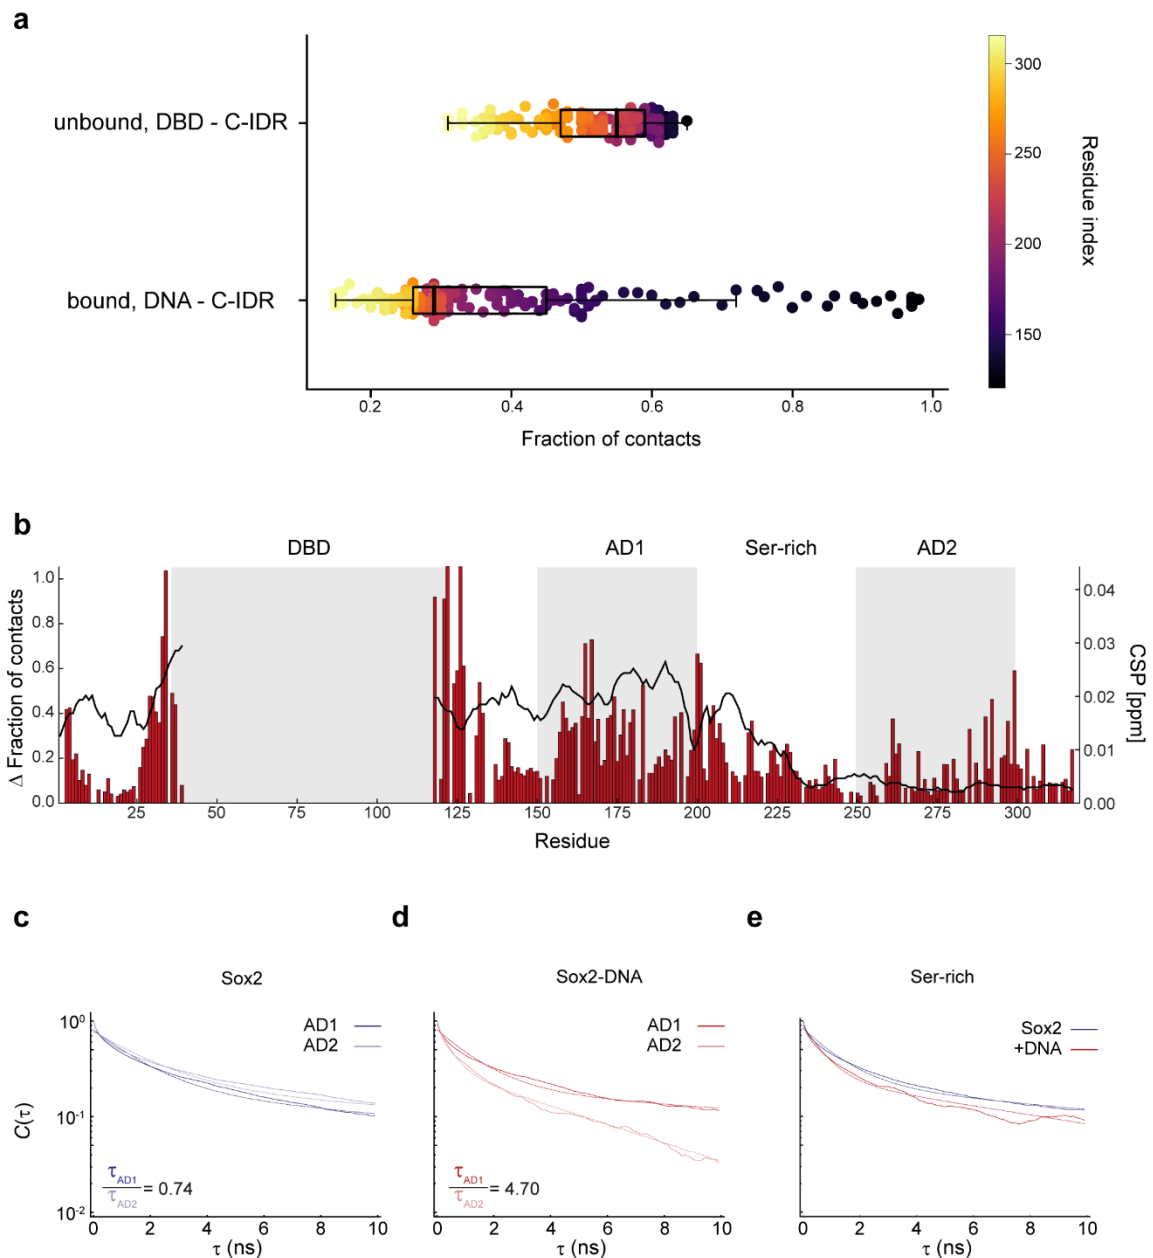 a
unbound, DBD - C-IDR
bound, DNA - C-IDR
0.2 0.4 0.6 0.8 1.0
Fraction of contacts
300
250
200
150
Residue index
b
DBD AD1 Ser-rich AD2
1.0
0.8
0.6
0.4
0.2
0.0
Δ Fraction of contacts
0.04
0.03
0.02
0.01
0.00
CSP [ppm]
25 50 75 100 125 150 175 200 225 250 275 300
Residue
c
Sox2
AD1
AD2
10⁰
10⁻¹
10⁻²
C(τ)
τAD1
τAD2
= 0.74
0 2 4 6 8 10
τ (ns)
d
Sox2-DNA
AD1
AD2
τAD1
τAD2
= 4.70
0 2 4 6 8 10
τ (ns)
e
Ser-rich
Sox2
+DNA
0 2 4 6 8 10
τ (ns)